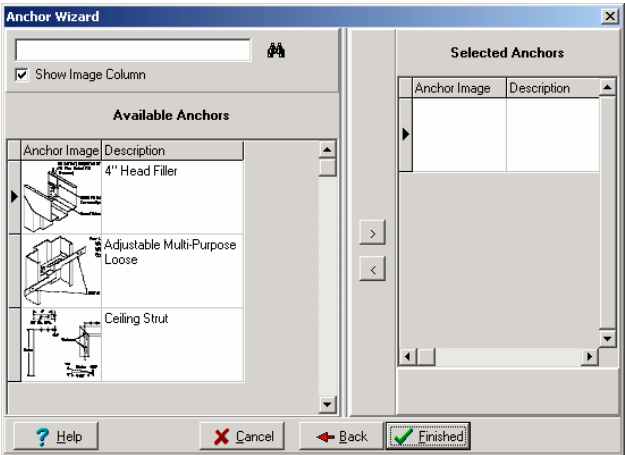 Anchor Wizard
Show Image Column
Available Anchors
Anchor Image Description
4" Head Filler
Adjustable Multi-Purpose
Loose
Ceiling Strut
>
<
Selected Anchors
Anchor Image Description
Help
Cancel
Back
Finished